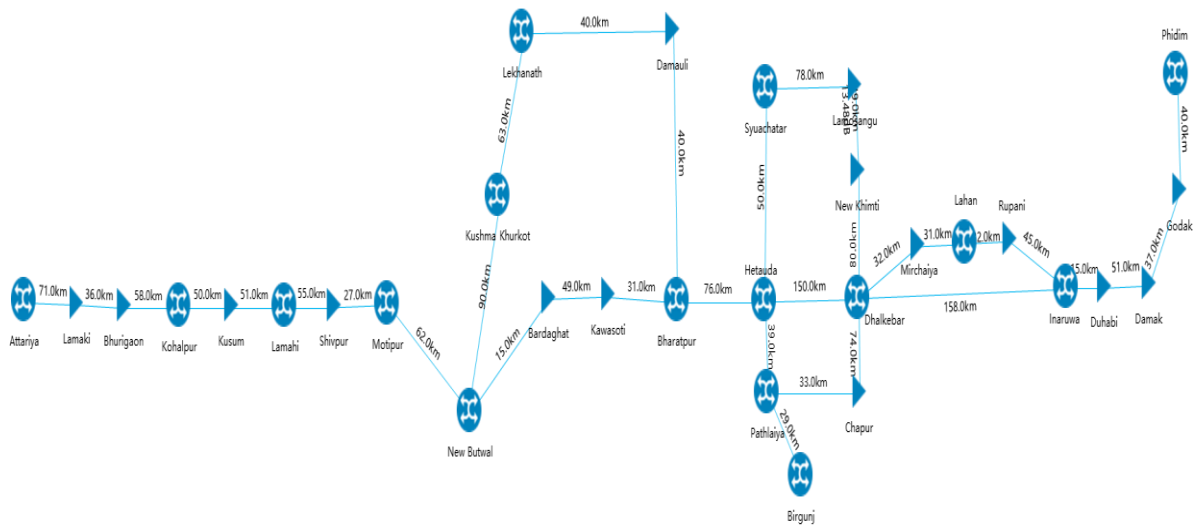 Phidim
40.0km
Lekhanath
Damauli
78.0km
Syuachatar
13.48dB
40.0km
63.0km
Kushma Khurkot
40.0km
50.0km
New Khimti
Lahan
Rupani
Godak
31.0km
32.0km
Mirchaiya
45.0km
37.0km
80.0km
Hetauda
15.0km
51.0km
71.0km
36.0km
58.0km
50.0km
51.0km
55.0km
27.0km
90.0km
49.0km
31.0km
76.0km
150.0km
158.0km
Attariya
Lamaki
Bhurigaon
Kohalpur
Kusum
Lamahi
Shivpur
Motipur
62.0km
15.0km
Bardaghat
Kawasoti
Bharatpur
Dhalkebar
Inaruwa
Duhabi
Damak
39.0km
74.0km
33.0km
Pathlaiya
Chapur
29.0km
New Butwal
Birgunj